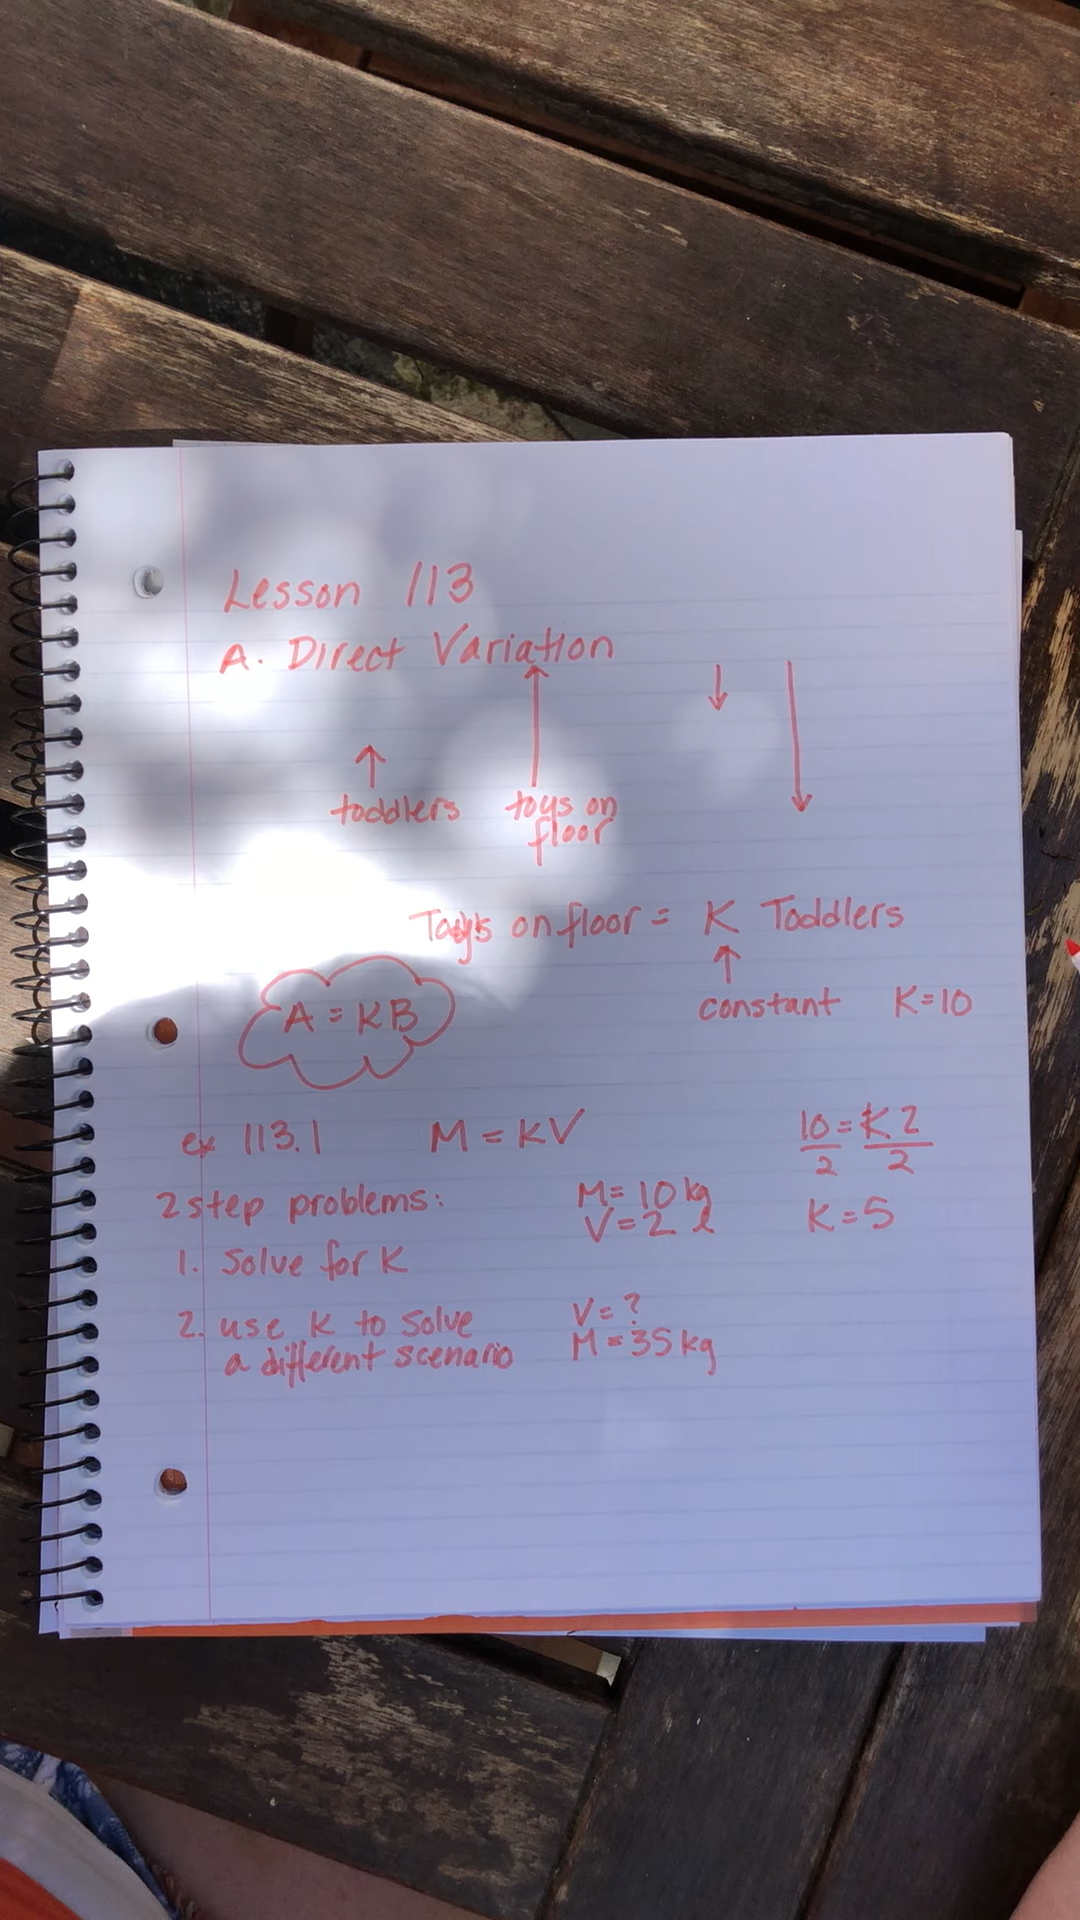 Lesson 113
A. Direct Variation
↑ ↑ ↓ ↓
toddlers toys on
floor
Toys on floor = K Toddlers
↑
constant K=10
A = KB
ex 113.1 M = KV
10 = K 2
2 2
2 step problems: M= 10 kg
V = 2 l K = 5
1. Solve for K
2. use K to solve V = ?
a different scenario M = 35 kg